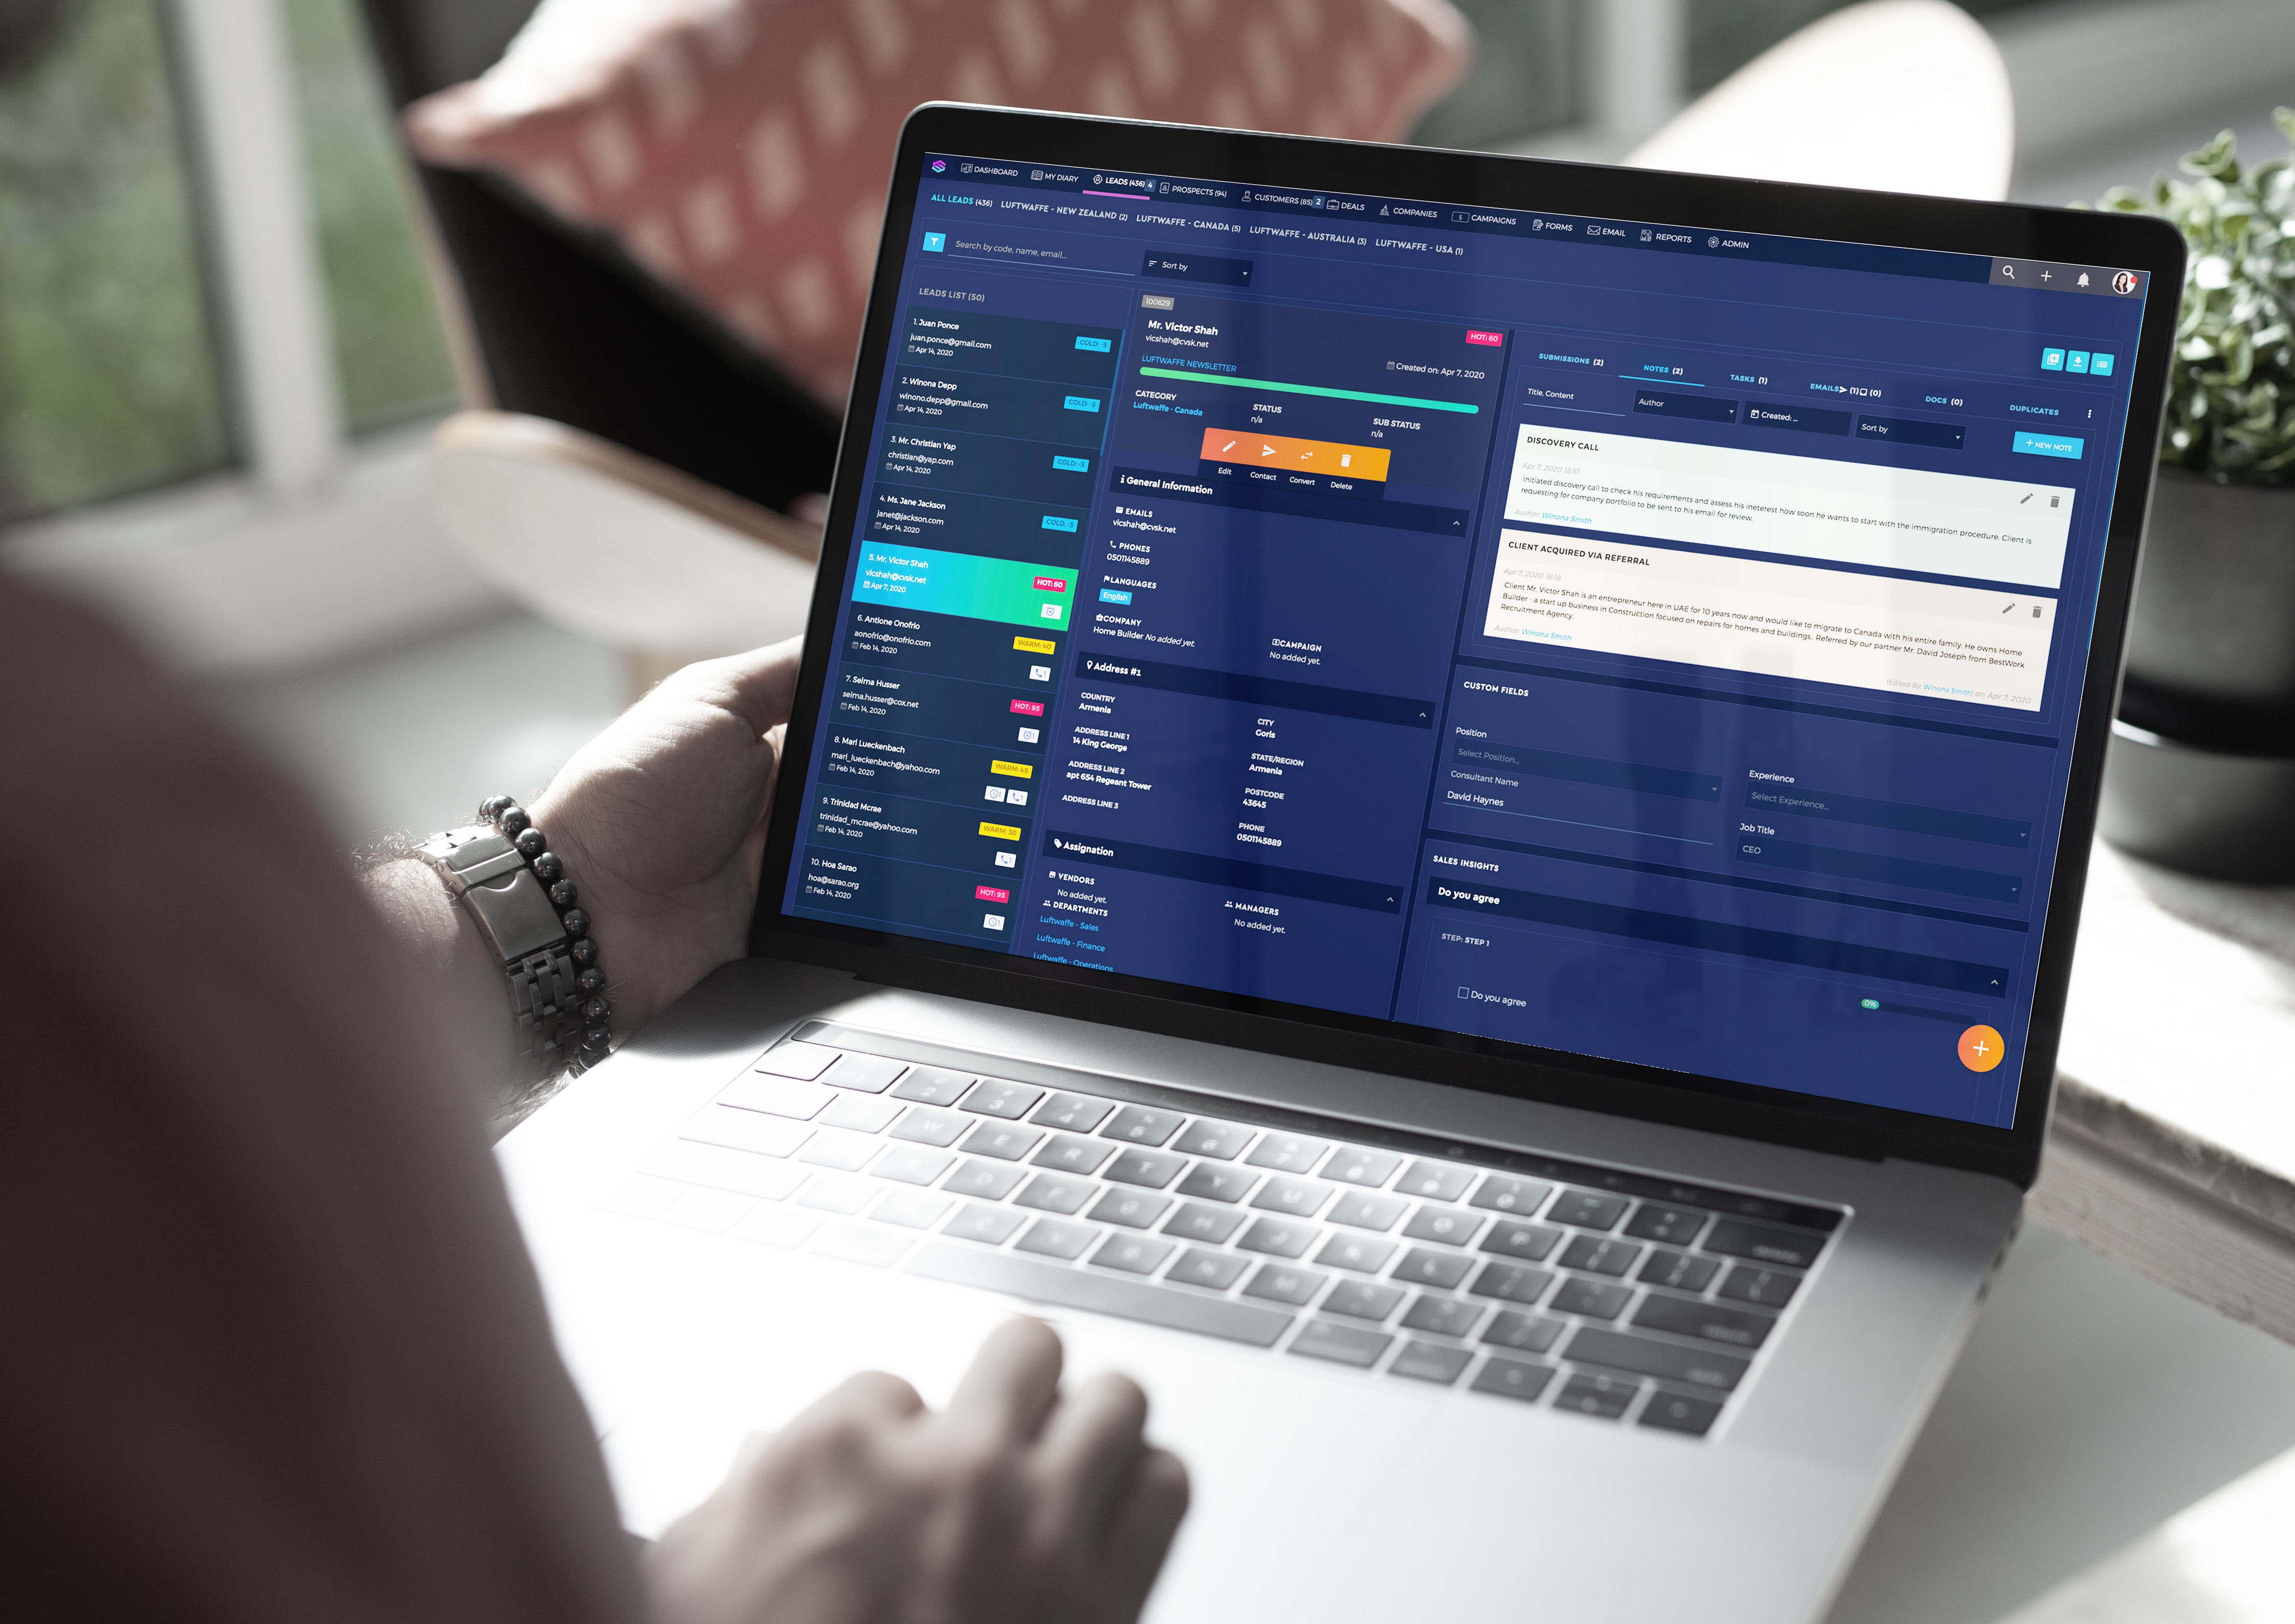 DASHBOARD
MY DIARY
LEADS (436) 4
PROSPECTS (94)
CUSTOMERS (85) 2
DEALS
COMPANIES
CAMPAIGNS
FORMS
EMAIL
REPORTS
ADMIN
ALL LEADS (436)
LUFTWAFFE - NEW ZEALAND (2)
LUFTWAFFE - CANADA (5)
LUFTWAFFE - AUSTRALIA (3)
LUFTWAFFE - USA (1)
Search by code, name, email...
Sort by
LEADS LIST (50)
1. Juan Ponce
juan.ponce@gmail.com
Apr 14, 2020
COLD: -5
2. Winona Depp
winono.depp@gmail.com
Apr 14, 2020
COLD: -5
3. Mr. Christian Yap
christian@yap.com
Apr 14, 2020
COLD: -5
4. Ms. Jane Jackson
janet@jackson.com
Apr 14, 2020
COLD: -5
5. Mr. Victor Shah
vicshah@cvsk.net
Apr 7, 2020
HOT: 60
6. Antione Onofrio
aonofrio@onofrio.com
Feb 14, 2020
WARM: 40
7. Selma Husser
selma.husser@cox.net
Feb 14, 2020
HOT: 95
8. Mari Lueckenbach
mari_lueckenbach@yahoo.com
Feb 14, 2020
WARM: 45
9. Trinidad Mcrae
trinidad_mcrae@yahoo.com
Feb 14, 2020
WARM: 30
10. Hoa Sarao
hoa@sarao.org
Feb 14, 2020
HOT: 95
100629
Mr. Victor Shah
vicshah@cvsk.net
HOT: 60
LUFTWAFFE NEWSLETTER
Created on: Apr 7, 2020
CATEGORY
Luftwaffe - Canada
STATUS
n/a
SUB STATUS
n/a
Edit
Contact
Convert
Delete
General Information
EMAILS
vicshah@cvsk.net
PHONES
0501145889
LANGUAGES
English
COMPANY
Home Builder No added yet.
CAMPAIGN
No added yet.
Address #1
COUNTRY
Armenia
CITY
Goris
ADDRESS LINE 1
14 King George
STATE/REGION
Armenia
ADDRESS LINE 2
apt 654 Regeant Tower
POSTCODE
43645
ADDRESS LINE 3
PHONE
0501145889
Assignation
VENDORS
No added yet.
MANAGERS
No added yet.
DEPARTMENTS
Luftwaffe - Sales
Luftwaffe - Finance
Luftwaffe - Operations
SUBMISSIONS (2)
NOTES (2)
TASKS (1)
EMAILS (1) (0)
DOCS (0)
DUPLICATES
Title, Content
Author
Created: _
Sort by
+ NEW NOTE
DISCOVERY CALL
Apr 7, 2020 18:51
Initiated discovery call to check his requirements and assess his ineterest how soon he wants to start with the immigration procedure. Client is
requesting for company portfolio to be sent to his email for review.
Author: Winona Smith
CLIENT ACQUIRED VIA REFERRAL
Apr 7, 2020 16:18
Client Mr. Victor Shah is an entrepreneur here in UAE for 10 years now and would like to migrate to Canada with his entire family. He owns Home
Builder - a start up business in Construction focused on repairs for homes and buildings. Referred by our partner Mr. David Joseph from BestWork
Recruitment Agency.
Author: Winona Smith
(Edited By: Winona Smith) on Apr 7, 2020
CUSTOM FIELDS
Position
Select Position...
Experience
Select Experience...
Consultant Name
David Haynes
Job Title
CEO
SALES INSIGHTS
Do you agree
STEP: STEP 1
Do you agree
0%